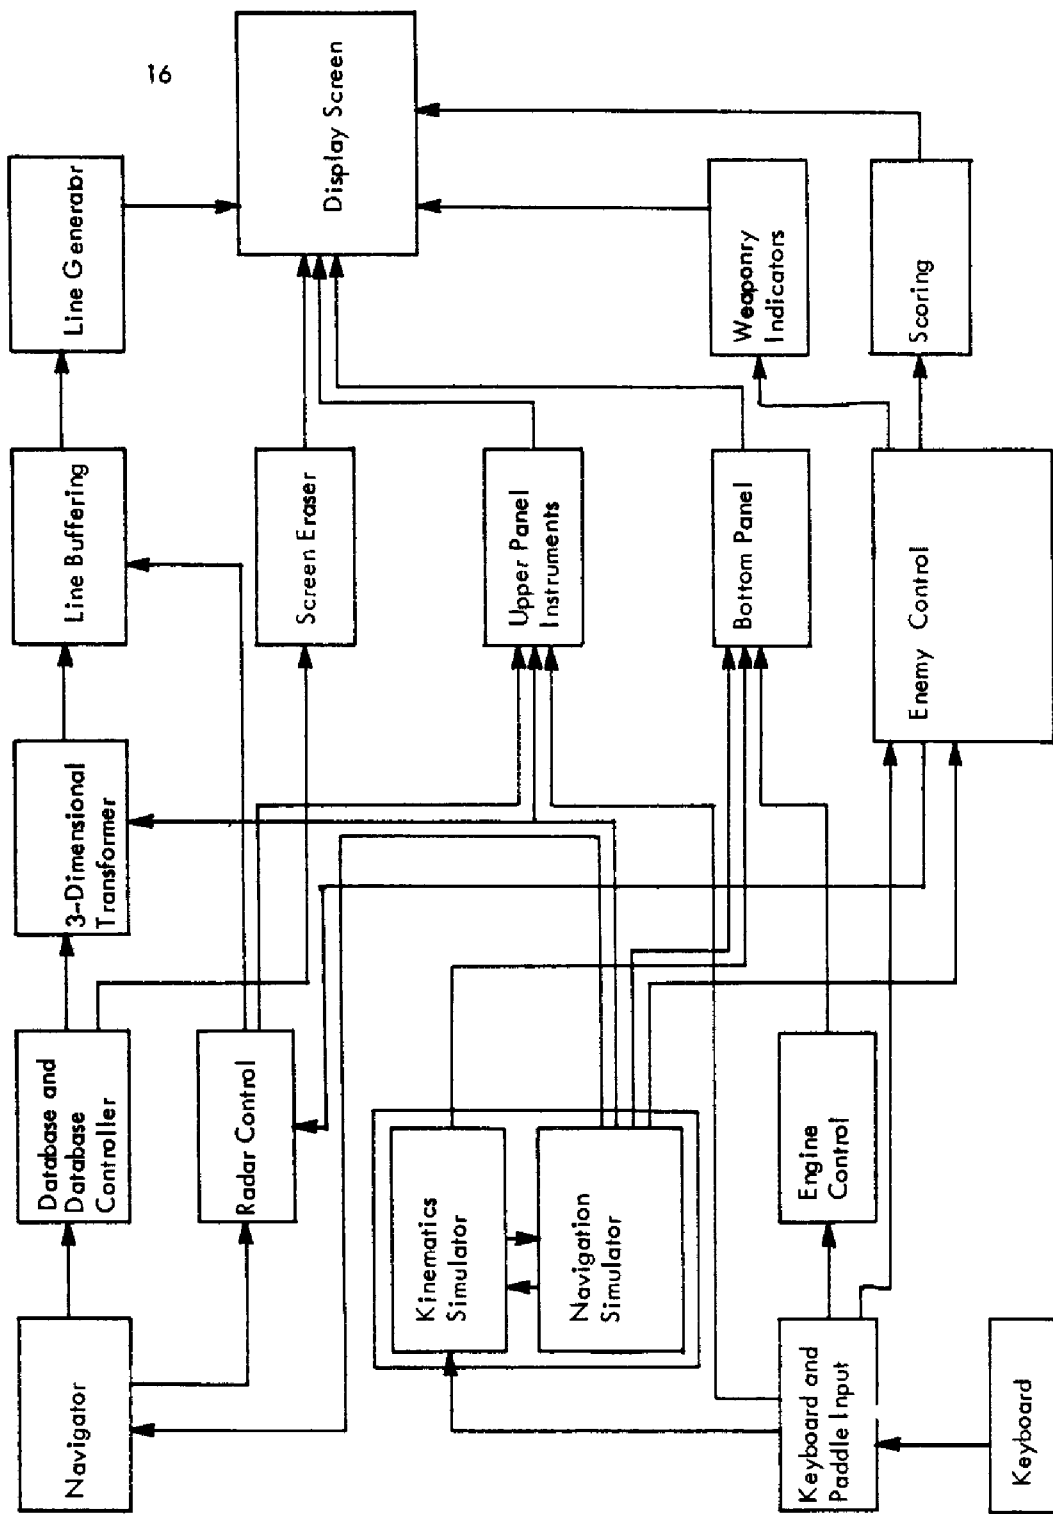 16
Navigator
Database and
Database
Controller
3-Dimensional
Transformer
Line Buffering
Line Generabr
Radar Control
Screen Eraser
Display Screen
Kinematics
Simulator
Navigation
Simulator
Upper Panel
Instruments
Bottom Panel
Weaponry
Indicators
Keyboard and
Paddle Input
Engine
Control
Enemy Control
Scoring
Keyboard